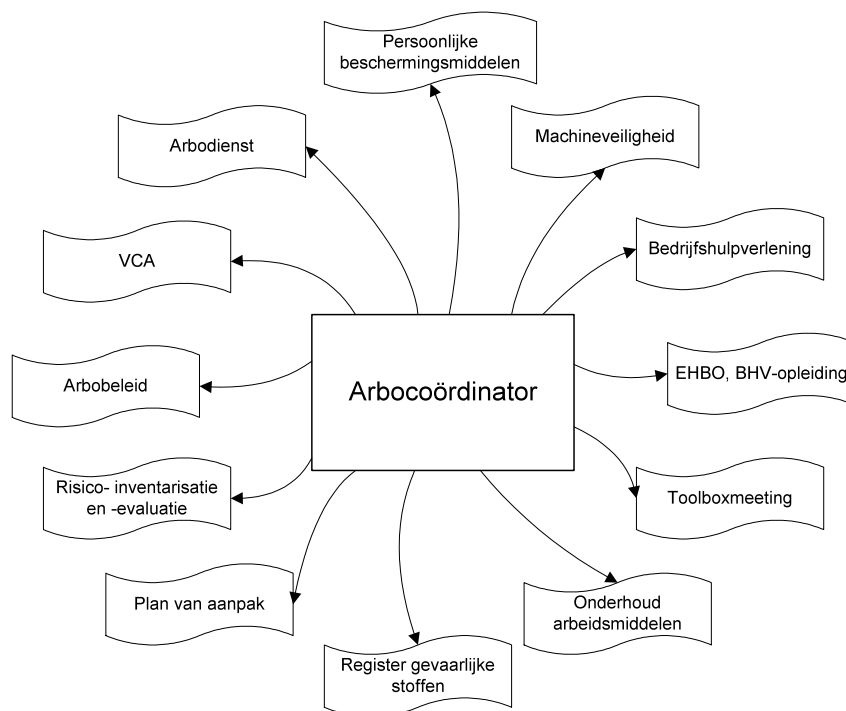 Persoonlijke
beschermingsmiddelen
Arbodienst
Machineveiligheid
VCA
Bedrijfshulpverlening
Arbobeleid
Arbocoördinator
EHBO, BHV-opleiding
Risico- inventarisatie
en -evaluatie
Toolboxmeeting
Plan van aanpak
Onderhoud
arbeidsmiddelen
Register gevaarlijke
stoffen